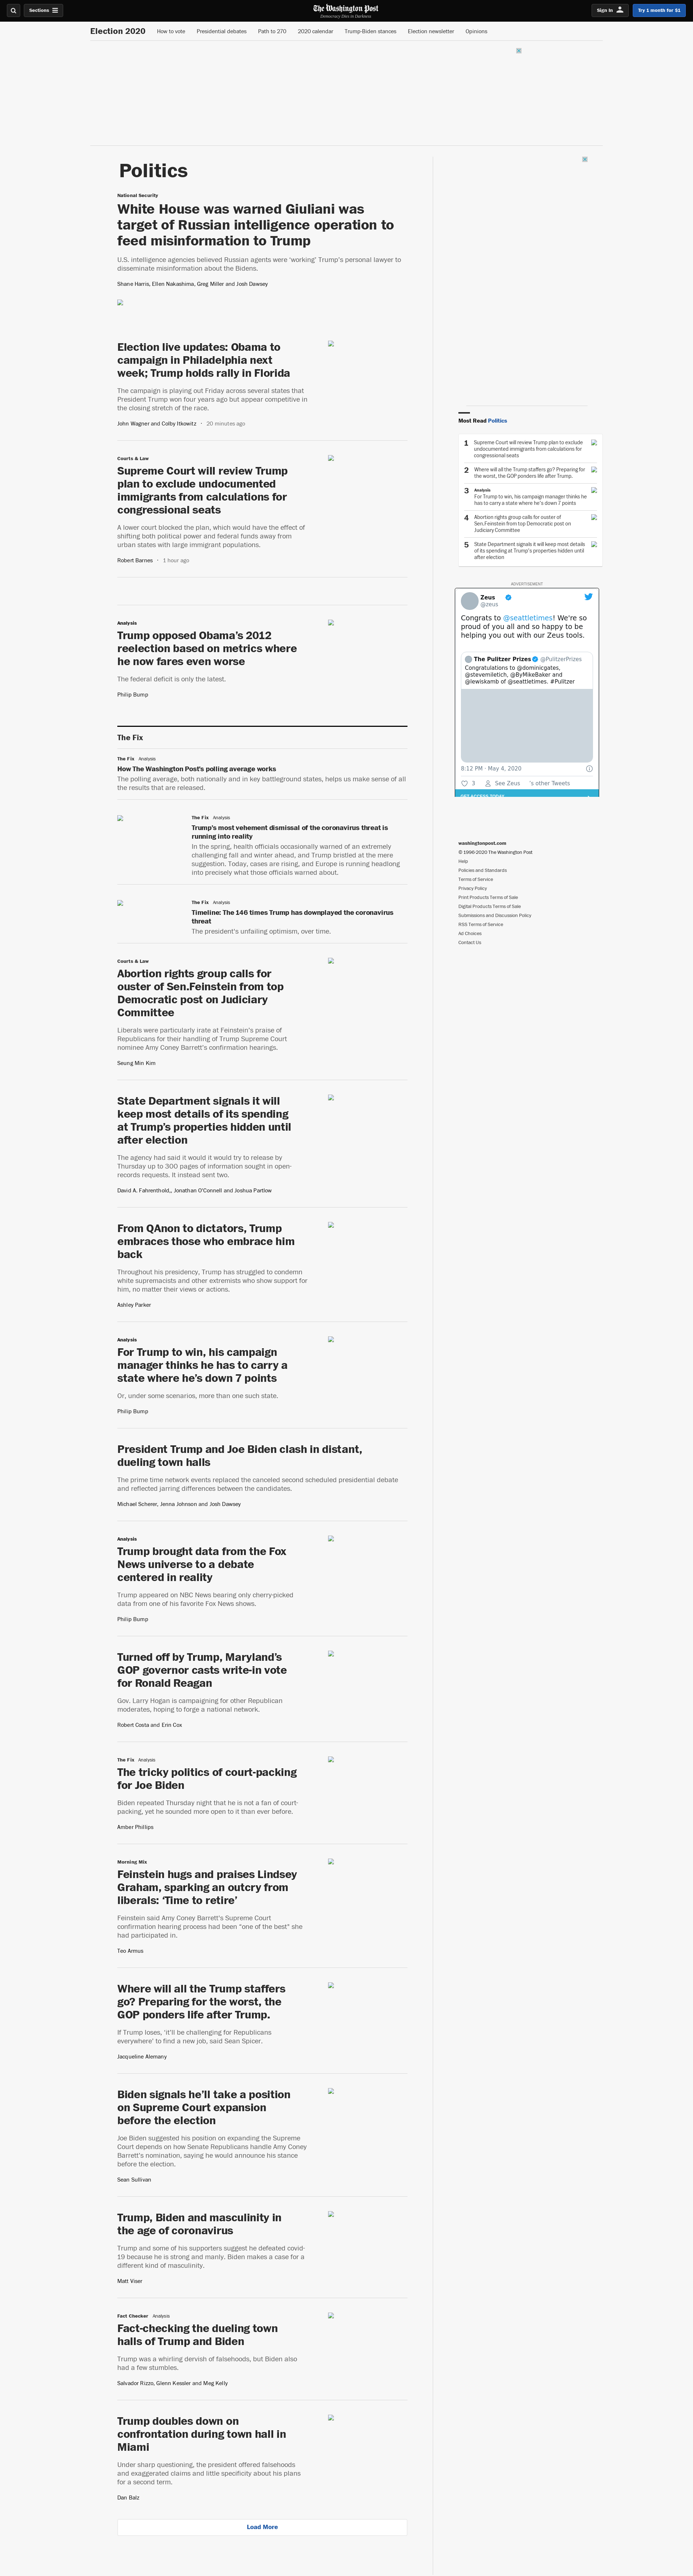 Sections
The Washington Post
Democracy Dies in Darkness
Sign In
Try 1 month for $1
Election 2020
How to vote
Presidential debates
Path to 270
2020 calendar
Trump-Biden stances
Election newsletter
Opinions
Politics
National Security
White House was warned Giuliani was
target of Russian intelligence operation to
feed misinformation to Trump
U.S. intelligence agencies believed Russian agents were ‘working’ Trump’s personal lawyer to
disseminate misinformation about the Bidens.
Shane Harris, Ellen Nakashima, Greg Miller and Josh Dawsey
Election live updates: Obama to
campaign in Philadelphia next
week; Trump holds rally in Florida
The campaign is playing out Friday across several states that
President Trump won four years ago but appear competitive in
the closing stretch of the race.
John Wagner and Colby Itkowitz · 20 minutes ago
Courts & Law
Supreme Court will review Trump
plan to exclude undocumented
immigrants from calculations for
congressional seats
A lower court blocked the plan, which would have the effect of
shifting both political power and federal funds away from
urban states with large immigrant populations.
Robert Barnes · 1 hour ago
Analysis
Trump opposed Obama’s 2012
reelection based on metrics where
he now fares even worse
The federal deficit is only the latest.
Philip Bump
The Fix
The Fix Analysis
How The Washington Post’s polling average works
The polling average, both nationally and in key battleground states, helps us make sense of all
the results that are released.
The Fix Analysis
Trump’s most vehement dismissal of the coronavirus threat is
running into reality
In the spring, health officials occasionally warned of an extremely
challenging fall and winter ahead, and Trump bristled at the mere
suggestion. Today, cases are rising, and Europe is running headlong
into precisely what those officials warned about.
The Fix Analysis
Timeline: The 146 times Trump has downplayed the coronavirus
threat
The president's unfailing optimism, over time.
Courts & Law
Abortion rights group calls for
ouster of Sen.Feinstein from top
Democratic post on Judiciary
Committee
Liberals were particularly irate at Feinstein’s praise of
Republicans for their handling of Trump Supreme Court
nominee Amy Coney Barrett’s confirmation hearings.
Seung Min Kim
State Department signals it will
keep most details of its spending
at Trump’s properties hidden until
after election
The agency had said it would it would try to release by
Thursday up to 300 pages of information sought in open-
records requests. It instead sent two.
David A. Fahrenthold,, Jonathan O'Connell and Joshua Partlow
From QAnon to dictators, Trump
embraces those who embrace him
back
Throughout his presidency, Trump has struggled to condemn
white supremacists and other extremists who show support for
him, no matter their views or actions.
Ashley Parker
Analysis
For Trump to win, his campaign
manager thinks he has to carry a
state where he’s down 7 points
Or, under some scenarios, more than one such state.
Philip Bump
President Trump and Joe Biden clash in distant,
dueling town halls
The prime time network events replaced the canceled second scheduled presidential debate
and reflected jarring differences between the candidates.
Michael Scherer, Jenna Johnson and Josh Dawsey
Analysis
Trump brought data from the Fox
News universe to a debate
centered in reality
Trump appeared on NBC News bearing only cherry-picked
data from one of his favorite Fox News shows.
Philip Bump
Turned off by Trump, Maryland’s
GOP governor casts write-in vote
for Ronald Reagan
Gov. Larry Hogan is campaigning for other Republican
moderates, hoping to forge a national network.
Robert Costa and Erin Cox
The Fix Analysis
The tricky politics of court-packing
for Joe Biden
Biden repeated Thursday night that he is not a fan of court-
packing, yet he sounded more open to it than ever before.
Amber Phillips
Morning Mix
Feinstein hugs and praises Lindsey
Graham, sparking an outcry from
liberals: ‘Time to retire’
Feinstein said Amy Coney Barrett's Supreme Court
confirmation hearing process had been "one of the best" she
had participated in.
Teo Armus
Where will all the Trump staffers
go? Preparing for the worst, the
GOP ponders life after Trump.
If Trump loses, ‘it’ll be challenging for Republicans
everywhere’ to find a new job, said Sean Spicer.
Jacqueline Alemany
Biden signals he’ll take a position
on Supreme Court expansion
before the election
Joe Biden suggested his position on expanding the Supreme
Court depends on how Senate Republicans handle Amy Coney
Barrett’s nomination, saying he would announce his stance
before the election.
Sean Sullivan
Trump, Biden and masculinity in
the age of coronavirus
Trump and some of his supporters suggest he defeated covid-
19 because he is strong and manly. Biden makes a case for a
different kind of masculinity.
Matt Viser
Fact Checker Analysis
Fact-checking the dueling town
halls of Trump and Biden
Trump was a whirling dervish of falsehoods, but Biden also
had a few stumbles.
Salvador Rizzo, Glenn Kessler and Meg Kelly
Trump doubles down on
confrontation during town hall in
Miami
Under sharp questioning, the president offered falsehoods
and exaggerated claims and little specificity about his plans
for a second term.
Dan Balz
Load More
Most Read Politics
1 Supreme Court will review Trump plan to exclude
undocumented immigrants from calculations for
congressional seats
2 Where will all the Trump staffers go? Preparing for
the worst, the GOP ponders life after Trump.
3 Analysis
For Trump to win, his campaign manager thinks he
has to carry a state where he’s down 7 points
4 Abortion rights group calls for ouster of
Sen.Feinstein from top Democratic post on
Judiciary Committee
5 State Department signals it will keep most details
of its spending at Trump’s properties hidden until
after election
ADVERTISEMENT
Zeus
@zeus
Congrats to @seattletimes! We're so
proud of you all and so happy to be
helping you out with our Zeus tools.
The Pulitzer Prizes @PulitzerPrizes
Congratulations to @dominicgates,
@stevemiletich, @ByMikeBaker and
@lewiskamb of @seattletimes. #Pulitzer
8:12 PM · May 4, 2020
3 See Zeus 's other Tweets
GET ACCESS TODAY
washingtonpost.com
© 1996-2020 The Washington Post
Help
Policies and Standards
Terms of Service
Privacy Policy
Print Products Terms of Sale
Digital Products Terms of Sale
Submissions and Discussion Policy
RSS Terms of Service
Ad Choices
Contact Us